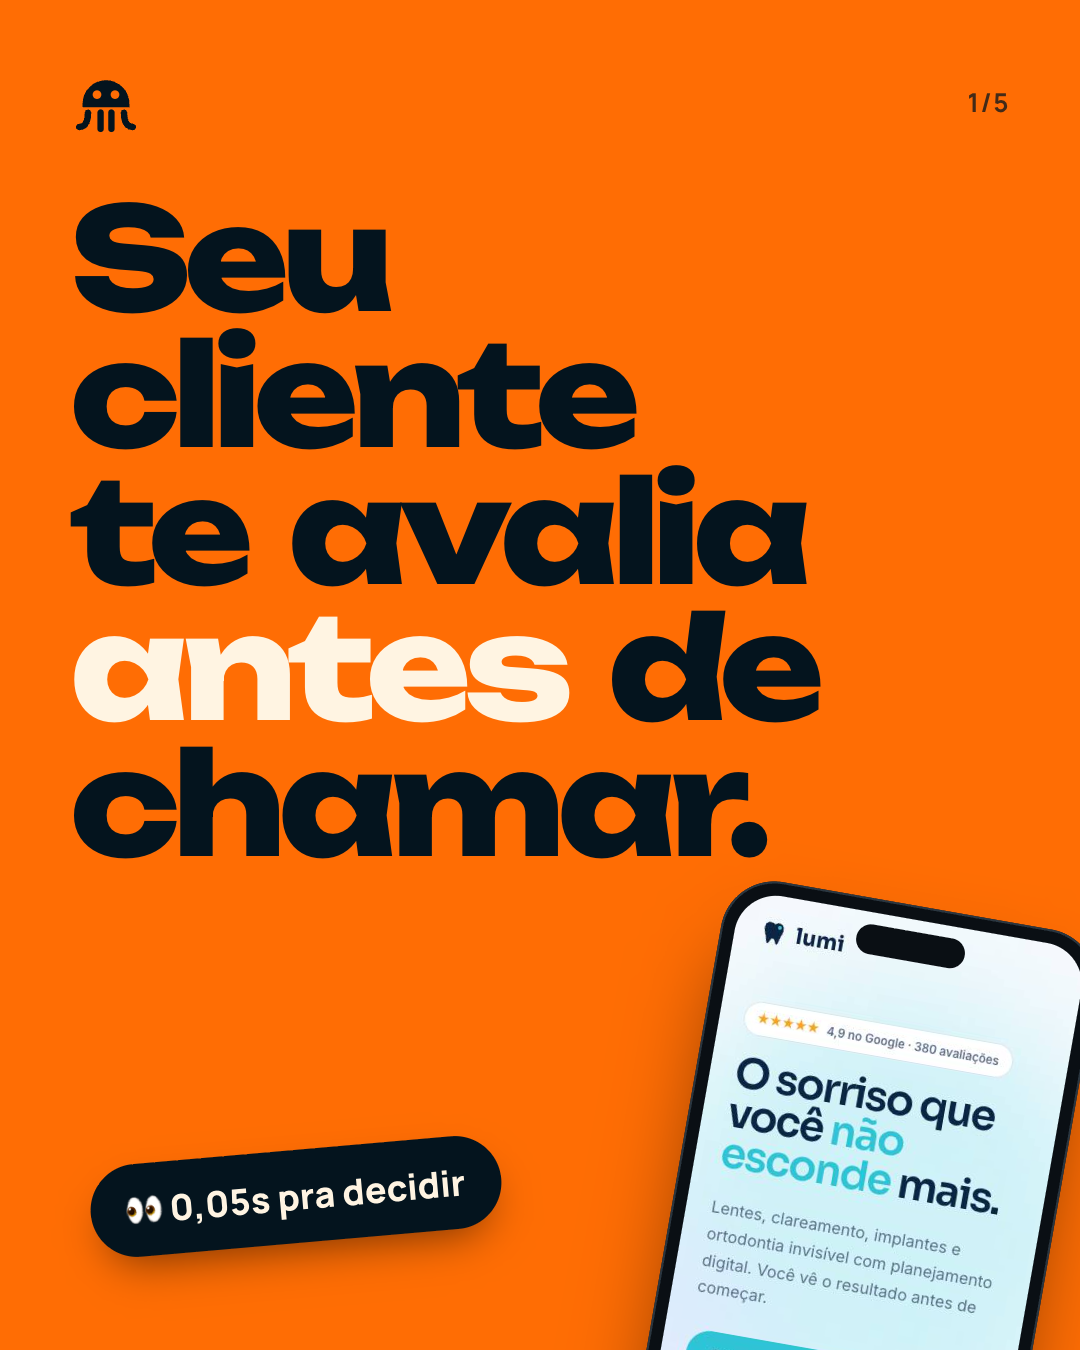 1/5
Seu
cliente
te avalia
antes de
chamar.
lumi
★★★★★ 4,9 no Google · 380 avaliações
O sorriso que
você não
esconde mais.
Lentes, clareamento, implantes e
ortodontia invisível com planejamento
digital. Você vê o resultado antes de
começar.
👀 0,05s pra decidir